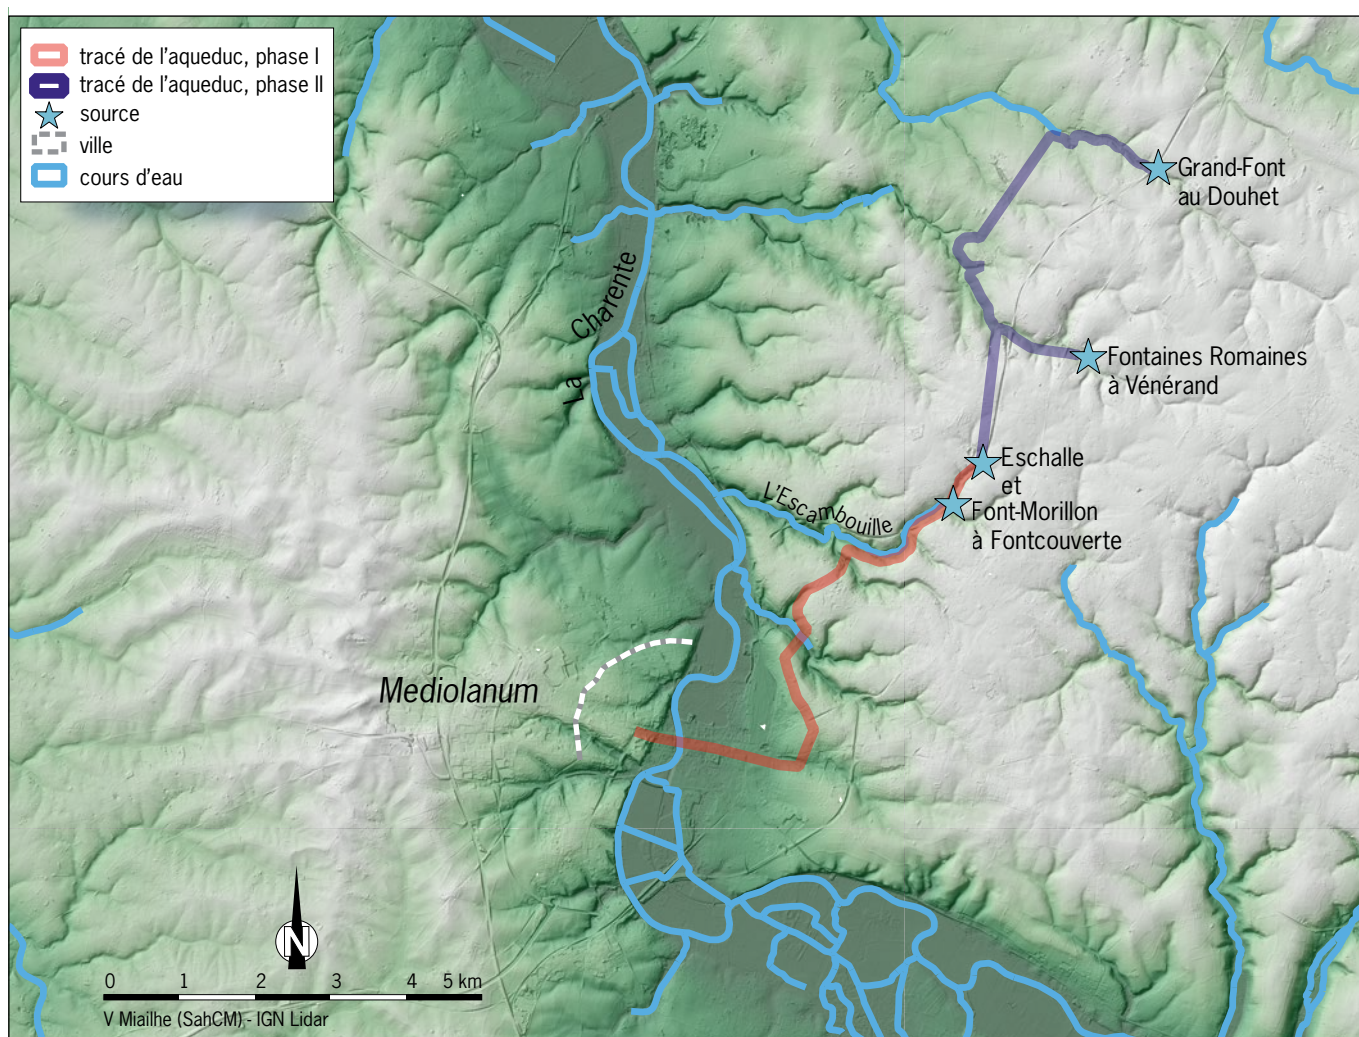 tracé de l'aqueduc, phase I
tracé de l'aqueduc, phase II
source
ville
cours d'eau
Grand-Font
au Douhet
La Charente
Fontaines Romaines
à Vénérand
Eschalle
et
Font-Morillon
à Fontcouverte
L'Escambouille
Mediolanum
N
0 1 2 3 4 5 km
V Miailhe (SahCM) - IGN Lidar